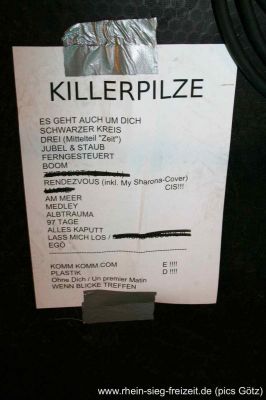 KILLERPILZE
ES GEHT AUCH UM DICH
SCHWARZER KREIS
DREI (Mittelteil "Zeit")
JUBEL & STAUB
FERNGESTEUERT
BOOM
RENDEZVOUS (inkl. My Sharona-Cover)
CIS!!!
AM MEER
MEDLEY
ALBTRAUMA
97 TAGE
ALLES KAPUTT
LASS MICH LOS /
EGÖ
KOMM KOMM.COM E !!!!
PLASTIK D !!!!
Ohne Dich / Un premier Matin
WENN BLICKE TREFFEN
www.rhein-sieg-freizeit.de (pics Götz)